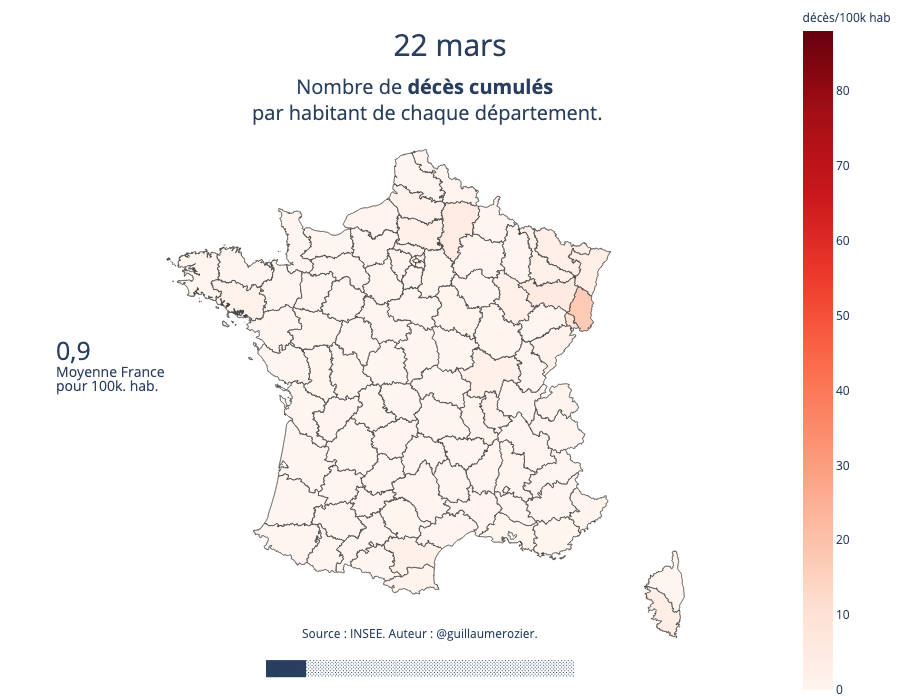 22 mars
Nombre de décès cumulés
par habitant de chaque département.
décès/100k hab
80
70
60
50
40
30
20
10
0
0,9
Moyenne France
pour 100k. hab.
Source : INSEE. Auteur : @guillaumerozier.